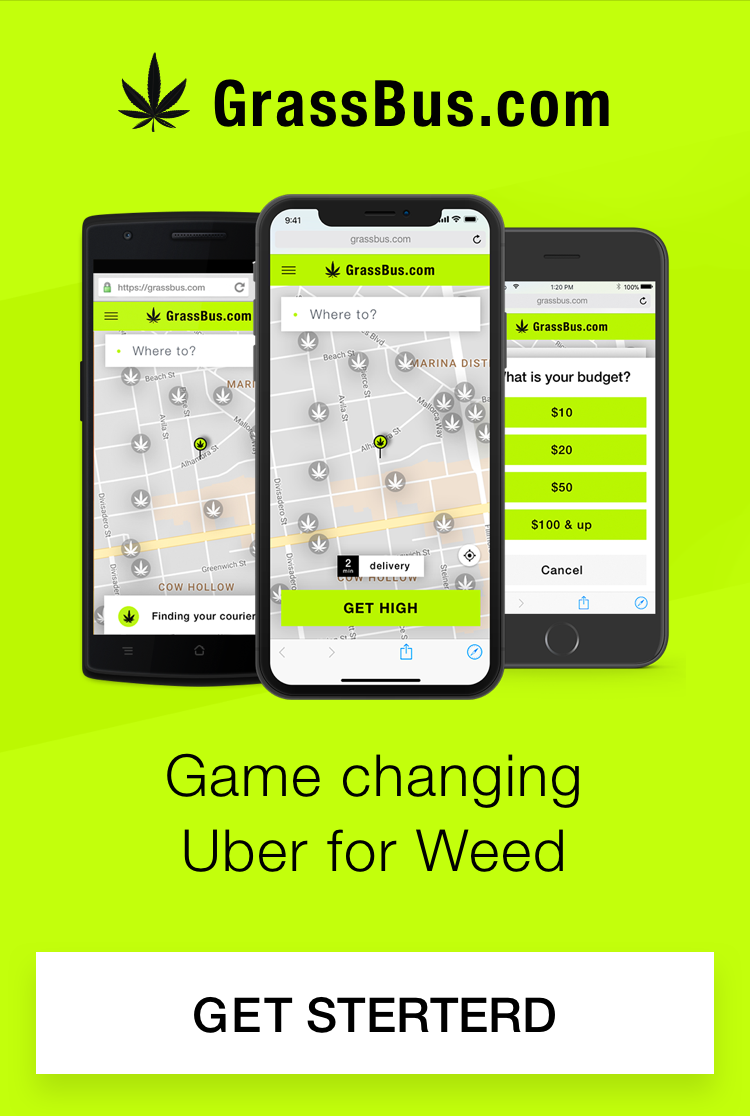 GrassBus.com
9:41
grassbus.com
GrassBus.com
Where to?
Beach St
Blvd.
Pierce St
MARINA DIST
Avila St
Mallorca Way
Alhambra St
Divisadero St
2 min delivery
Greenwich St
COW HOLLOW
Steiner
GET HIGH
https://grassbus.com
GrassBus.com
Where to?
Beach St
MARI
Avila St
Alhambra St
Divisadero St
Greenwich St
Divisadero
COW HOLLOW
Finding your courier
1:20 PM
100%
grassbus.com
GrassBus.com
hat is your budget?
$10
$20
$50
$100 & up
Cancel
Game changing
Uber for Weed
GET STERTERD